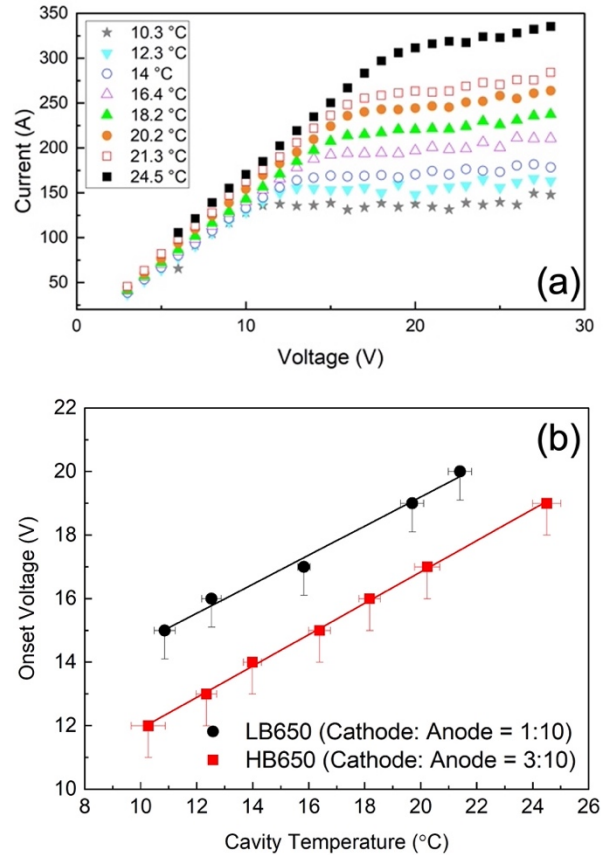 (a)
10.3 °C
12.3 °C
14 °C
16.4 °C
18.2 °C
20.2 °C
21.3 °C
24.5 °C
Current (A)
350
300
250
200
150
100
50
0
10
20
30
Voltage (V)
(b)
Onset Voltage (V)
22
20
18
16
14
12
10
LB650 (Cathode: Anode = 1:10)
HB650 (Cathode: Anode = 3:10)
8
10
12
14
16
18
20
22
24
26
Cavity Temperature (°C)